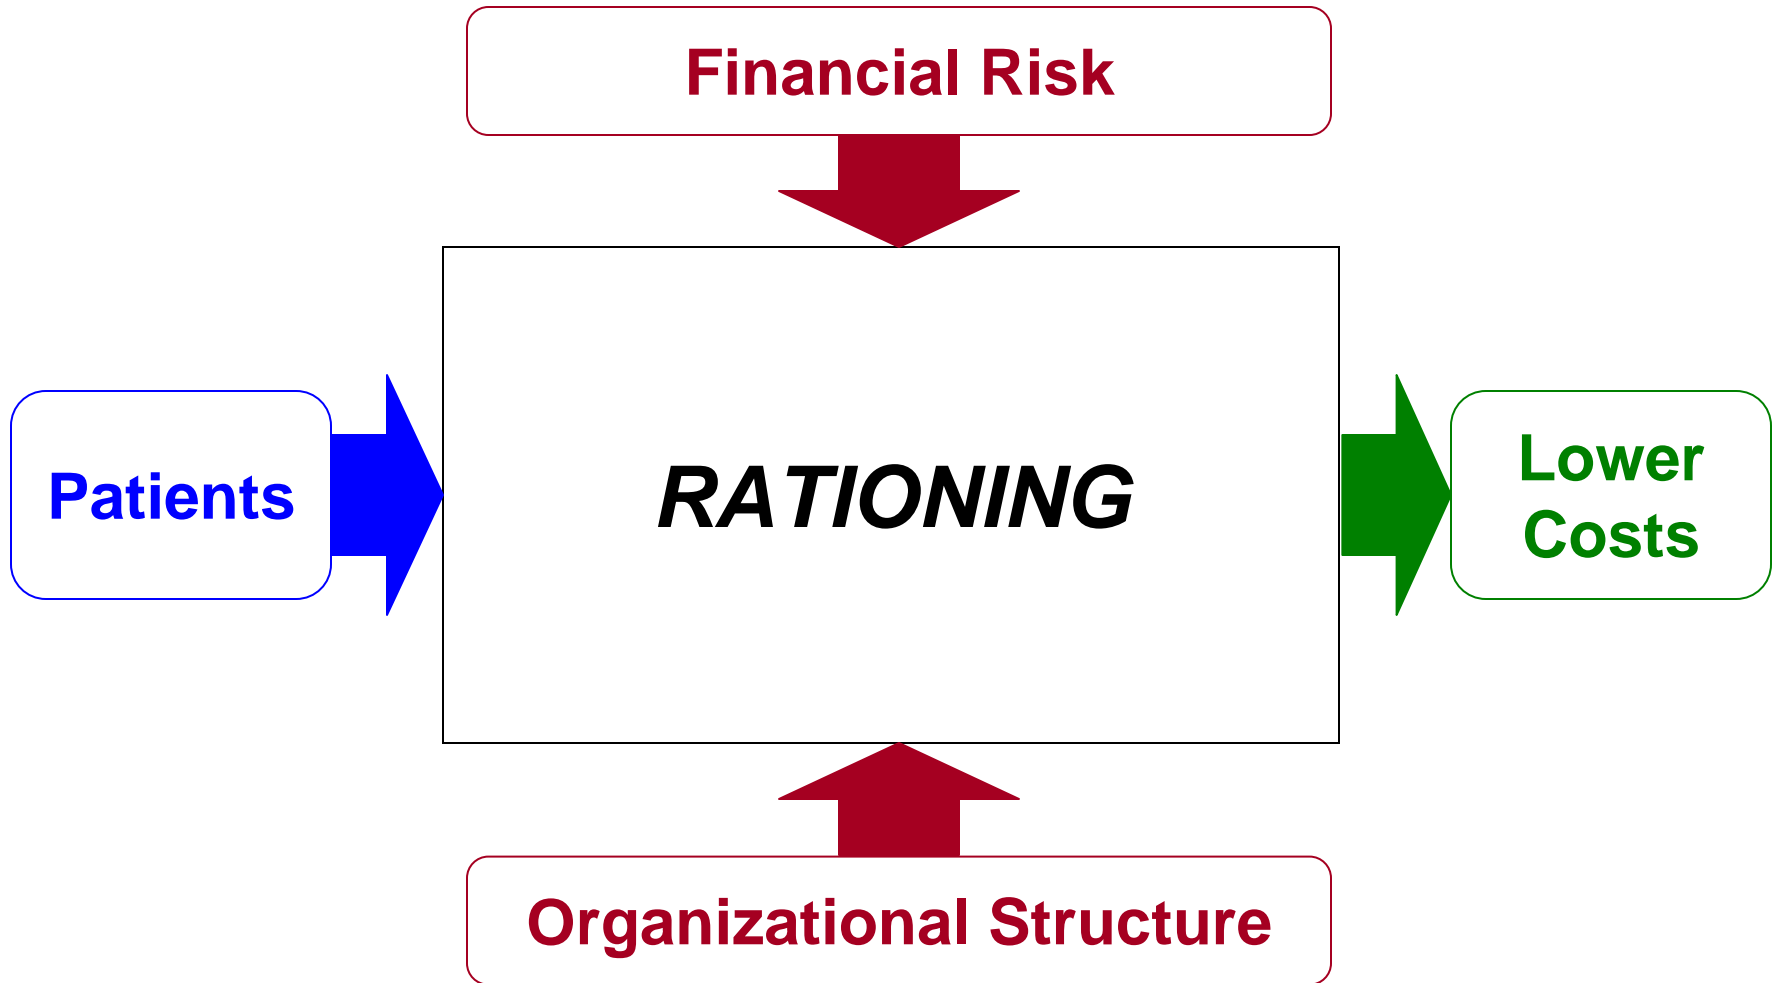 Financial Risk
Patients
RATIONING
Lower
Costs
Organizational Structure